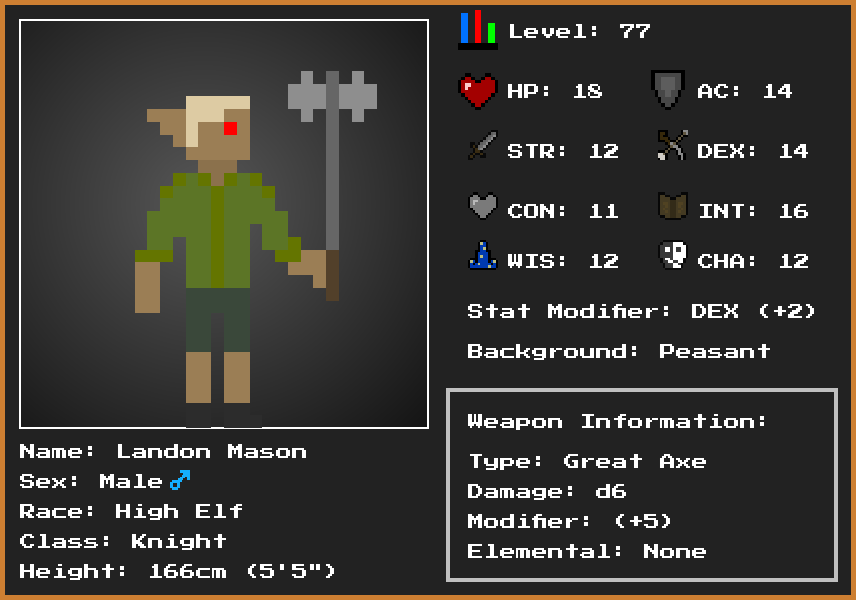 Level: 77
HP: 18
AC: 14
STR: 12
DEX: 14
CON: 11
INT: 16
WIS: 12
CHA: 12
Stat Modifier: DEX (+2)
Background: Peasant
Weapon Information:
Type: Great Axe
Damage: d6
Modifier: (+5)
Elemental: None
Name: Landon Mason
Sex: Male♂
Race: High Elf
Class: Knight
Height: 166cm (5'5")